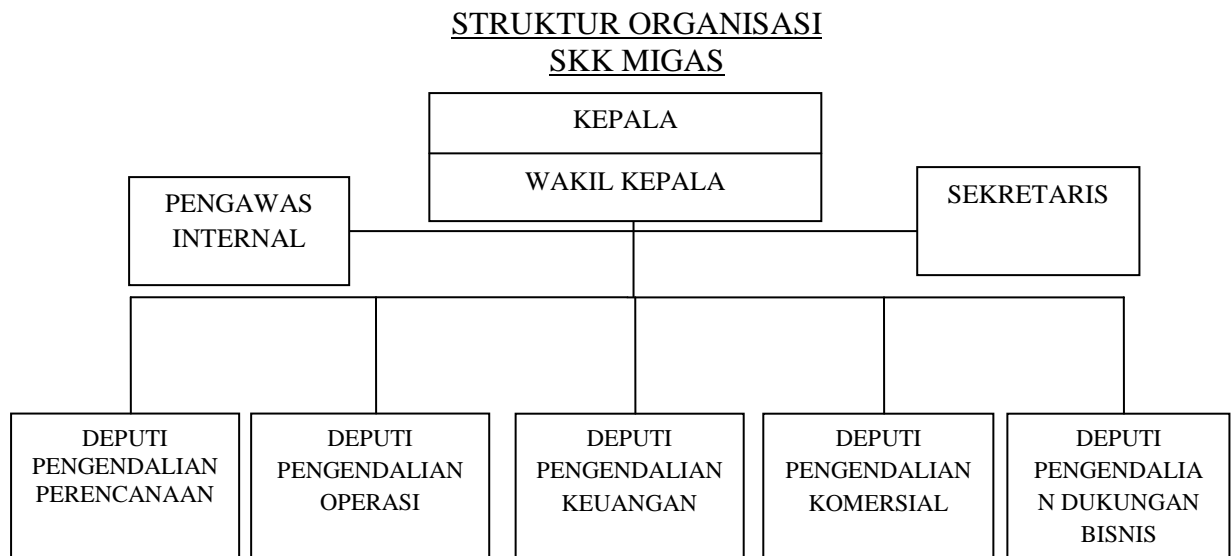 STRUKTUR ORGANISASI
SKK MIGAS
KEPALA
WAKIL KEPALA
PENGAWAS
INTERNAL
SEKRETARIS
DEPUTI
PENGENDALIAN
PERENCANAAN
DEPUTI
PENGENDALIAN
OPERASI
DEPUTI
PENGENDALIAN
KEUANGAN
DEPUTI
PENGENDALIAN
KOMERSIAL
DEPUTI
PENGENDALIA
N DUKUNGAN
BISNIS